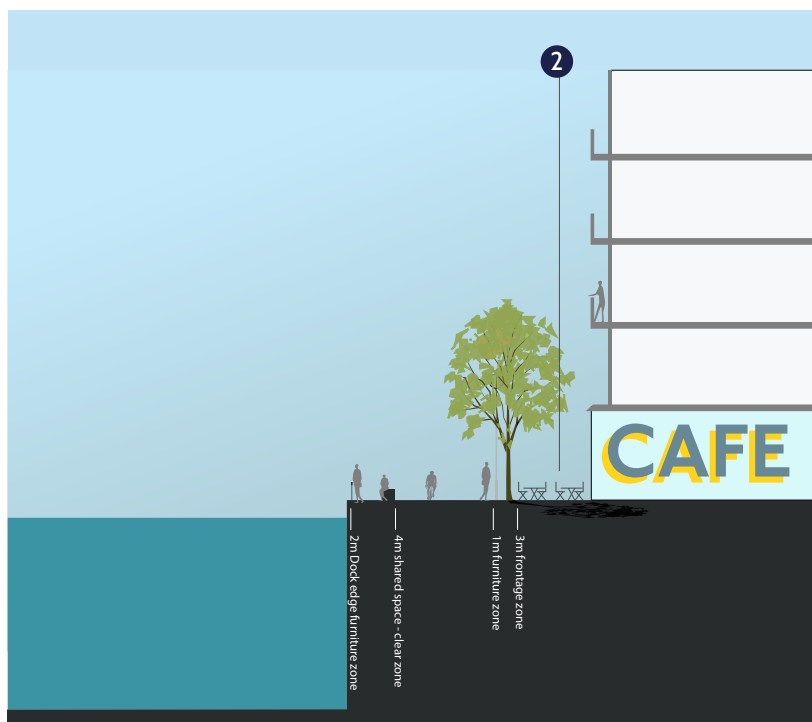 2
CAFE
2m Dock edge furniture zone
4m shared space - clear zone
1m furniture zone
3m frontage zone